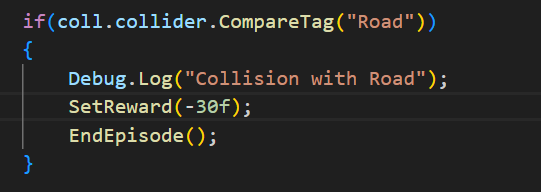 if(coll.collider.CompareTag("Road"))
{
    Debug.Log("Collision with Road");
    SetReward(-30f);
    EndEpisode();
}